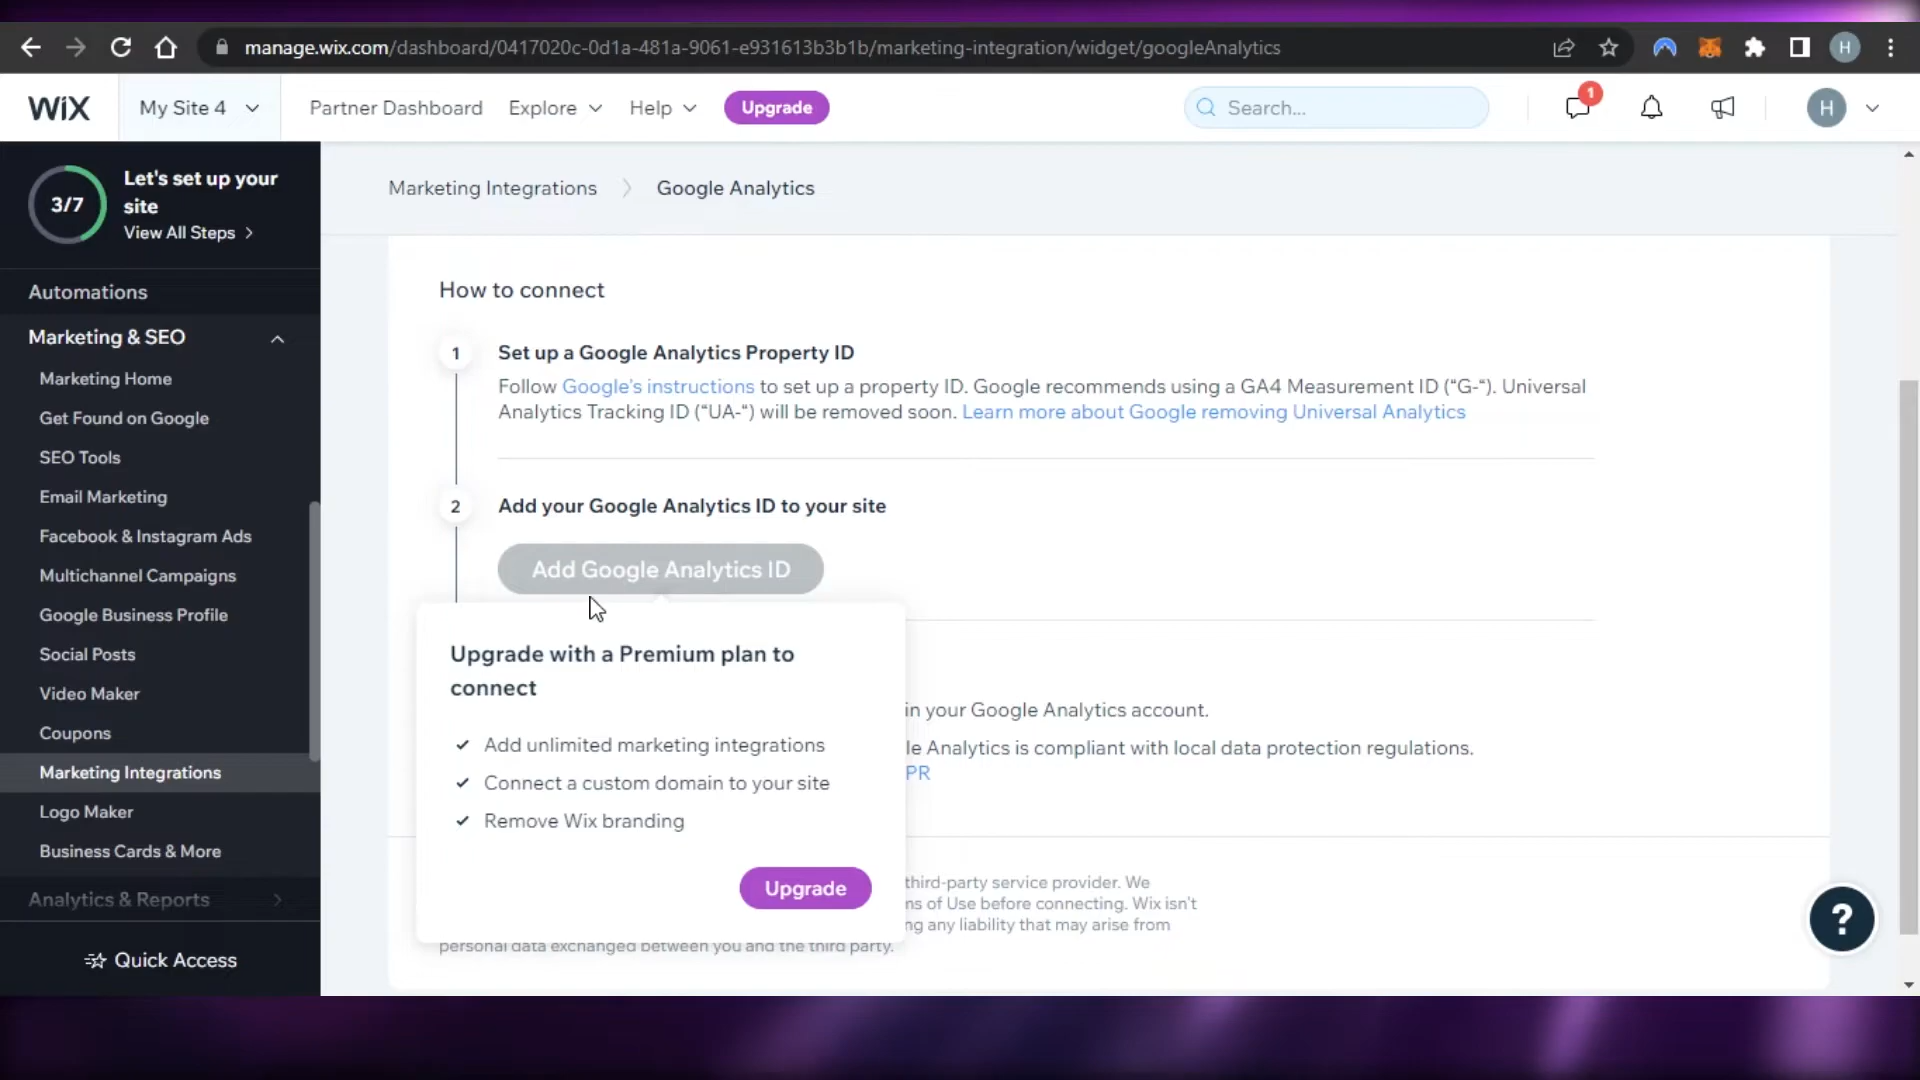 manage.wix.com/dashboard/0417020c-0d1a-481a-9061-e931613b3b1b/marketing-integration/widget/googleAnalytics
H
WiX
My Site 4
Partner Dashboard
Explore
Help
Upgrade
Search...
1
H
3/7
Let's set up your
site
View All Steps
Automations
Marketing & SEO
Marketing Home
Get Found on Google
SEO Tools
Email Marketing
Facebook & Instagram Ads
Multichannel Campaigns
Google Business Profile
Social Posts
Video Maker
Coupons
Marketing Integrations
Logo Maker
Business Cards & More
Analytics & Reports
Quick Access
Marketing Integrations
Google Analytics
How to connect
1
Set up a Google Analytics Property ID
Follow Google's instructions to set up a property ID. Google recommends using a GA4 Measurement ID (“G-“). Universal
Analytics Tracking ID (“UA-“) will be removed soon. Learn more about Google removing Universal Analytics
2
Add your Google Analytics ID to your site
Add Google Analytics ID
Upgrade with a Premium plan to
connect
Add unlimited marketing integrations
Connect a custom domain to your site
Remove Wix branding
Upgrade
in your Google Analytics account.
le Analytics is compliant with local data protection regulations.
PR
third-party service provider. We
ms of Use before connecting. Wix isn't
ng any liability that may arise from
personal data exchanged between you and the third party.
?